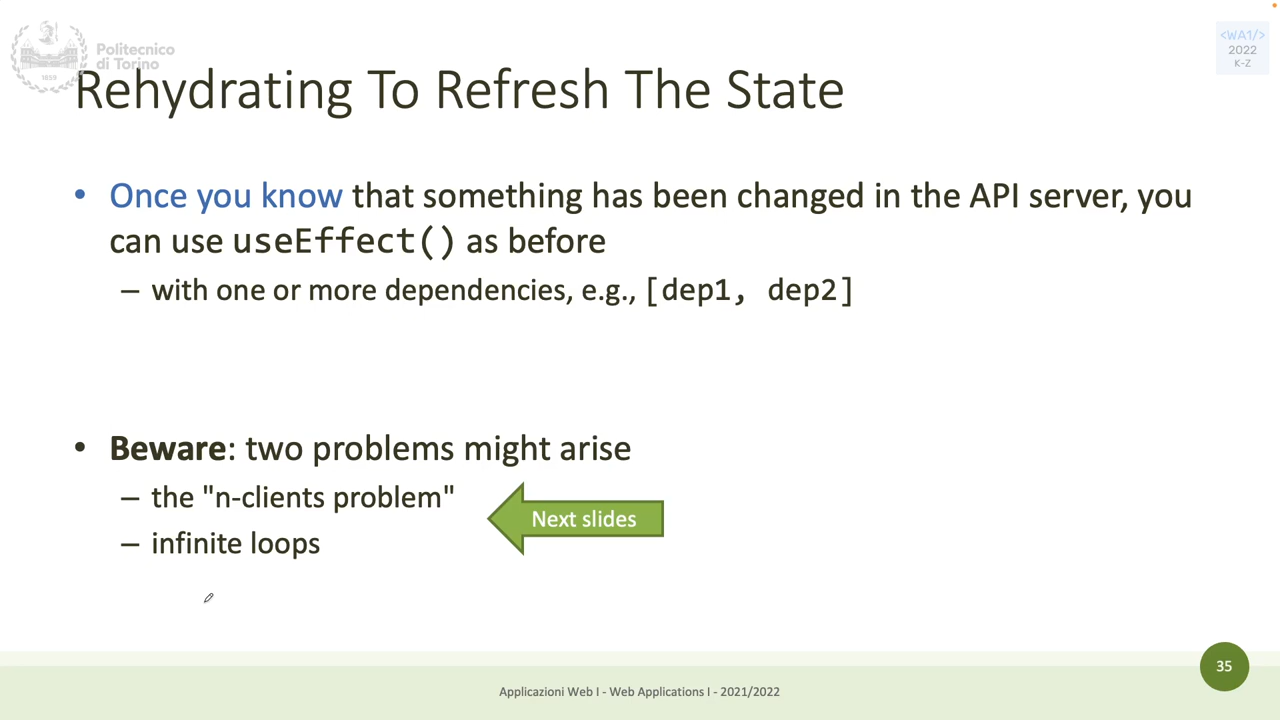 Politecnico
di Torino
1859
<WA1/>
2022
K-Z
Rehydrating To Refresh The State
• Once you know that something has been changed in the API server, you
can use useEffect() as before
– with one or more dependencies, e.g., [dep1, dep2]
• Beware: two problems might arise
– the "n-clients problem"
– infinite loops
Next slides
35
Applicazioni Web I - Web Applications I - 2021/2022